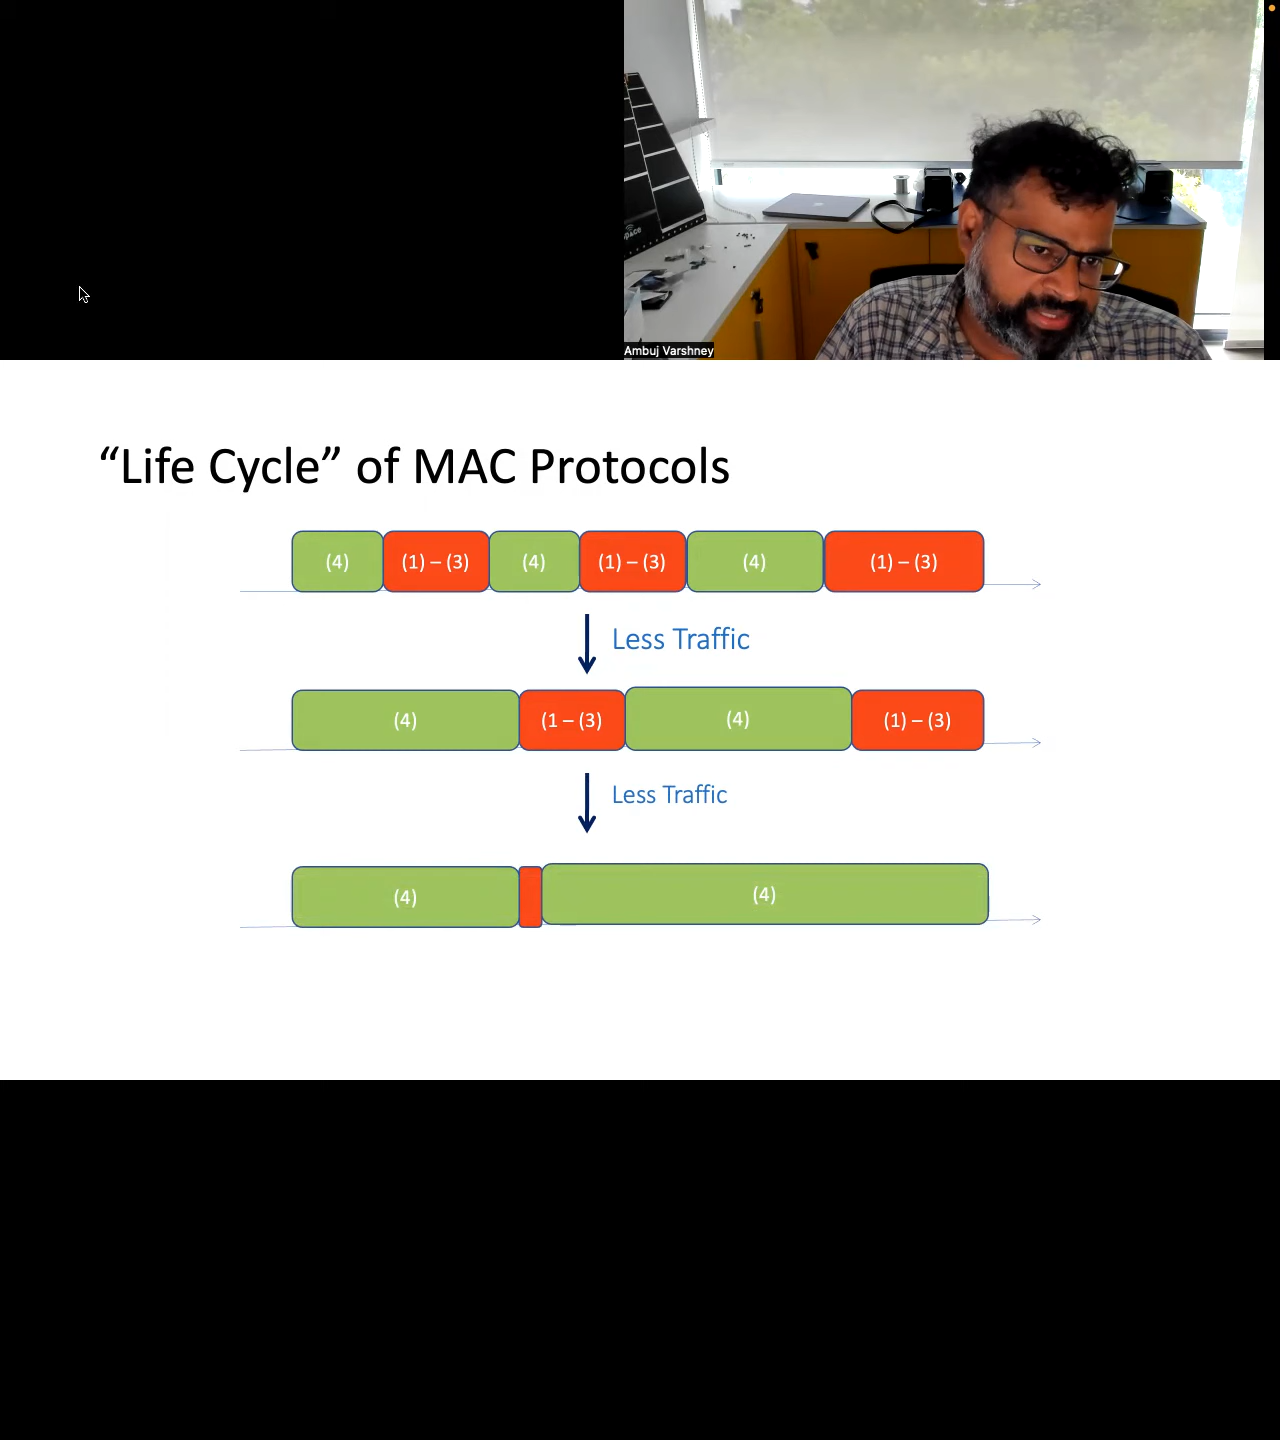 Ambuj Varshney
“Life Cycle” of MAC Protocols
(4) (1) – (3) (4) (1) – (3) (4) (1) – (3)
Less Traffic
(4) (1 – (3) (4) (1) – (3)
Less Traffic
(4) (4)